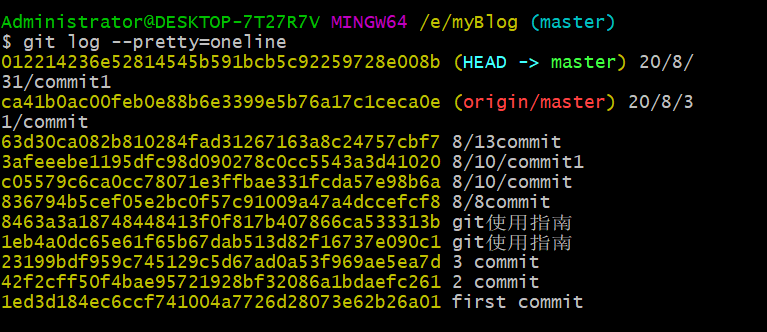 Administrator@DESKTOP-7T27R7V MINGW64 /e/myBlog (master)
$ git log --pretty=oneline
012214236e52814545b591bcb5c92259728e008b (HEAD -> master) 20/8/
31/commit1
ca41b0ac00feb0e88b6e3399e5b76a17c1ceca0e (origin/master) 20/8/3
1/commit
63d30ca082b810284fad31267163a8c24757cbf7 8/13commit
3afeeebe1195dfc98d090278c0cc5543a3d41020 8/10/commit1
c05579c6ca0cc78071e3ffbae331fcda57e98b6a 8/10/commit
836794b5cef05e2bc0f57c91009a47a4dccefcf8 8/8commit
8463a3a18748448413f0f817b407866ca533313b git使用指南
1eb4a0dc65e61f65b67dab513d82f16737e090c1 git使用指南
23199bdf959c745129c5d67ad0a53f969ae5ea7d 3 commit
42f2cff50f4bae95721928bf32086a1bdaefc261 2 commit
1ed3d184ec6ccf741004a7726d28073e62b26a01 first commit